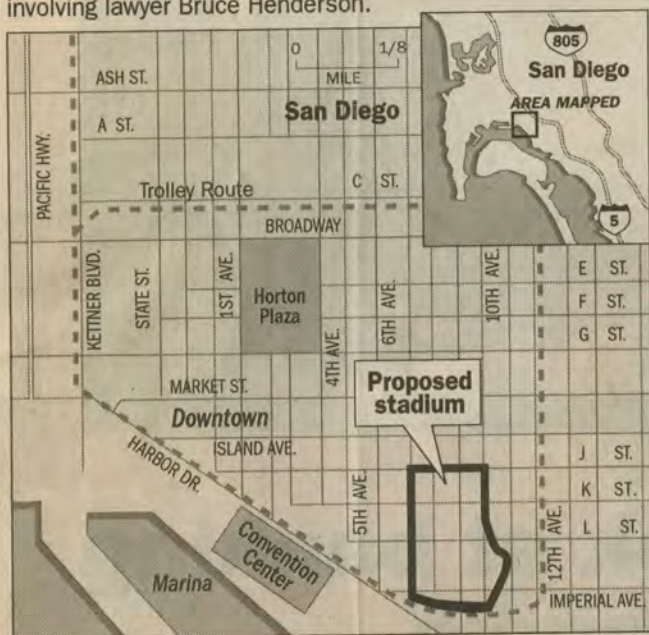 involving lawyer Bruce Henderson.
0 1/8
MILE
ASH ST.
San Diego
A ST.
PACIFIC HWY.
Trolley Route
C ST.
BROADWAY
805
San Diego
AREA MAPPED
5
KETTNER BLVD.
STATE ST.
1ST AVE.
Horton
Plaza
4TH AVE.
6TH AVE.
10TH AVE.
E ST.
F ST.
G ST.
MARKET ST.
Downtown
ISLAND AVE.
HARBOR DR.
Proposed
stadium
5TH AVE.
J ST.
K ST.
L ST.
12TH AVE.
Convention
Center
Marina
IMPERIAL AVE.